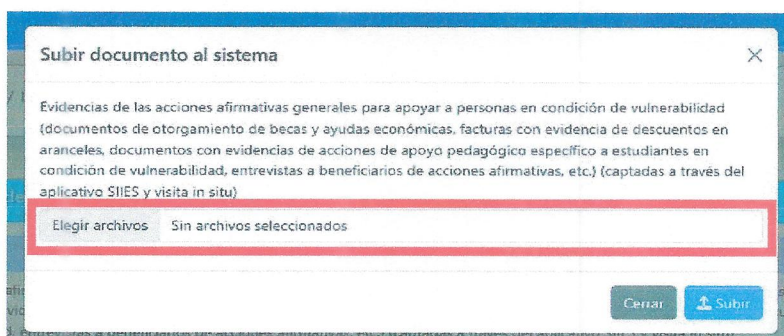 Subir documento al sistema
Evidencias de las acciones afirmativas generales para apoyar a personas en condición de vulnerabilidad
(documentos de otorgamiento de becas y ayudas económicas, facturas con evidencia de descuentos en
aranceles, documentos con evidencias de acciones de apoyo pedagógico específico a estudiantes en
condición de vulnerabilidad, entrevistas a beneficiarios de acciones afirmativas, etc.) (captadas a través del
aplicativo SIIES y visita in situ)
Elegir archivos Sin archivos seleccionados
Cerrar Subir